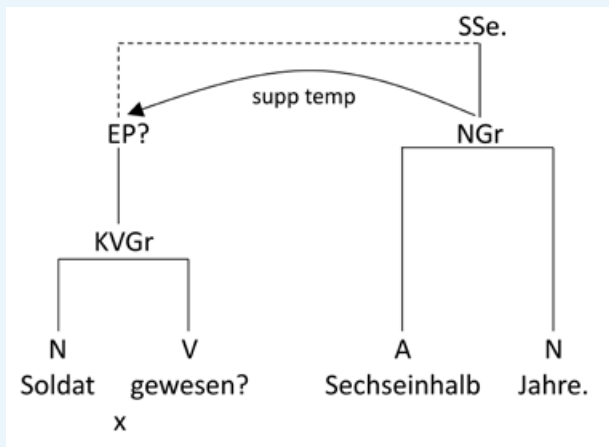 SSe.
supp temp
EP? NGr
KVGr
N V A N
Soldat gewesen? Sechseinhalb Jahre.
x